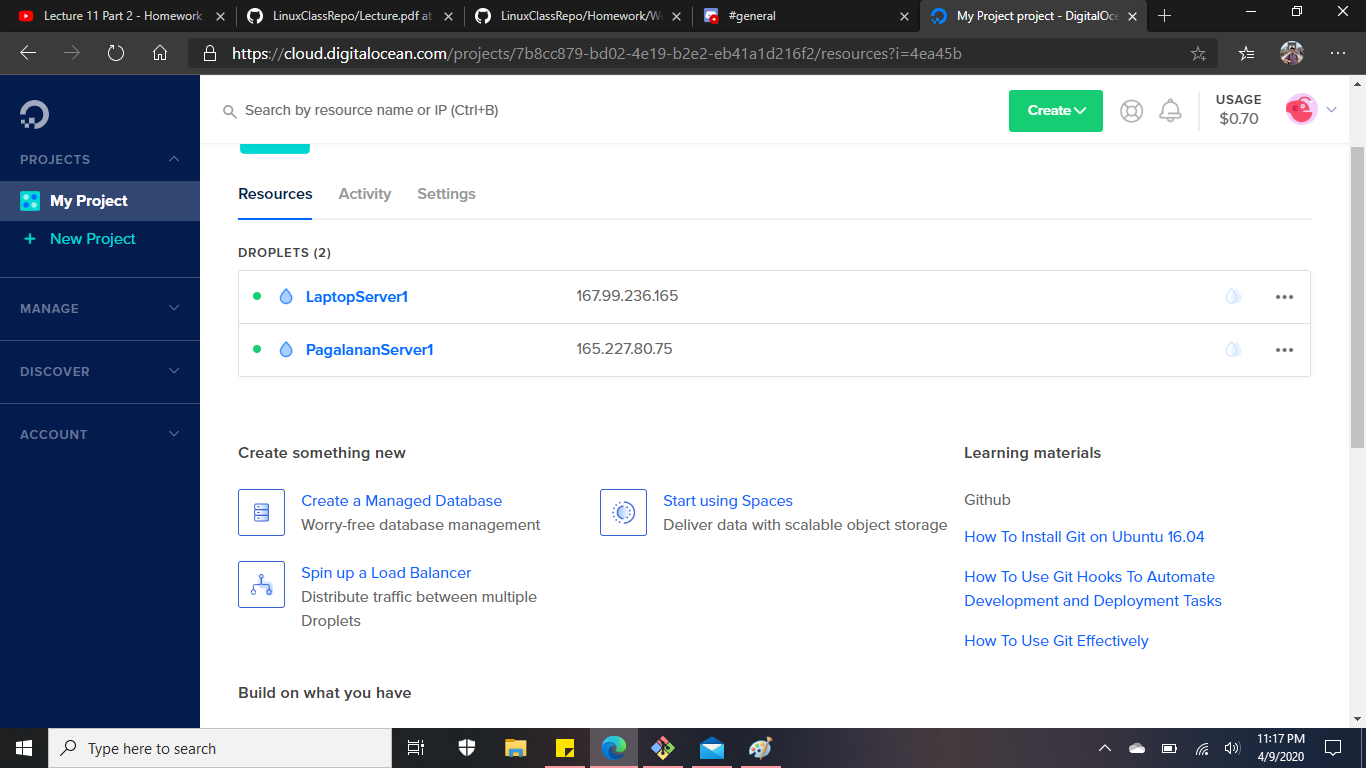 Lecture 11 Part 2 - Homework
LinuxClassRepo/Lecture.pdf at
LinuxClassRepo/Homework/W
#general
My Project project - DigitalOce
https://cloud.digitalocean.com/projects/7b8cc879-bd02-4e19-b2e2-eb41a1d216f2/resources?i=4ea45b
Search by resource name or IP (Ctrl+B)
Create
USAGE
$0.70
PROJECTS
My Project
+ New Project
MANAGE
DISCOVER
ACCOUNT
Resources Activity Settings
DROPLETS (2)
LaptopServer1 167.99.236.165
PagalananServer1 165.227.80.75
Create something new
Create a Managed Database
Worry-free database management
Start using Spaces
Deliver data with scalable object storage
Spin up a Load Balancer
Distribute traffic between multiple
Droplets
Learning materials
Github
How To Install Git on Ubuntu 16.04
How To Use Git Hooks To Automate
Development and Deployment Tasks
How To Use Git Effectively
Build on what you have
Type here to search
11:17 PM
4/9/2020